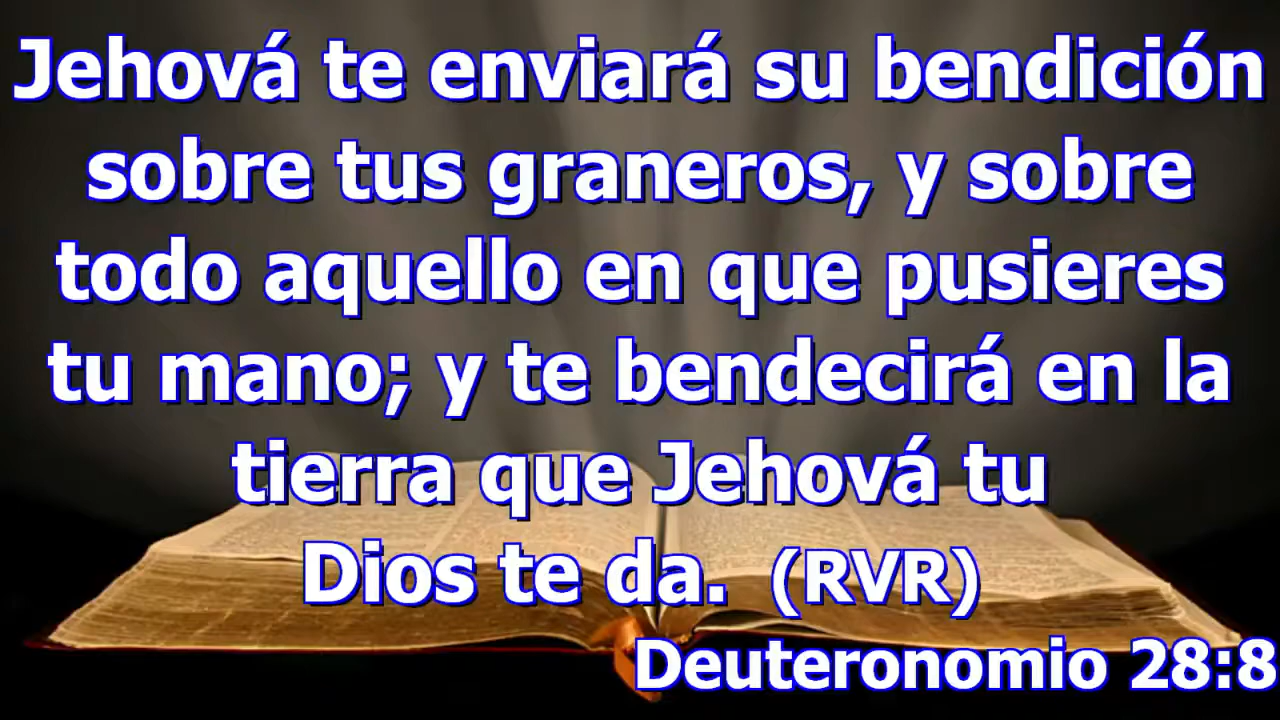 Jehová te enviará su bendición
sobre tus graneros, y sobre
todo aquello en que pusieres
tu mano; y te bendecirá en la
tierra que Jehová tu
Dios te da. (RVR)
Deuteronomio 28:8